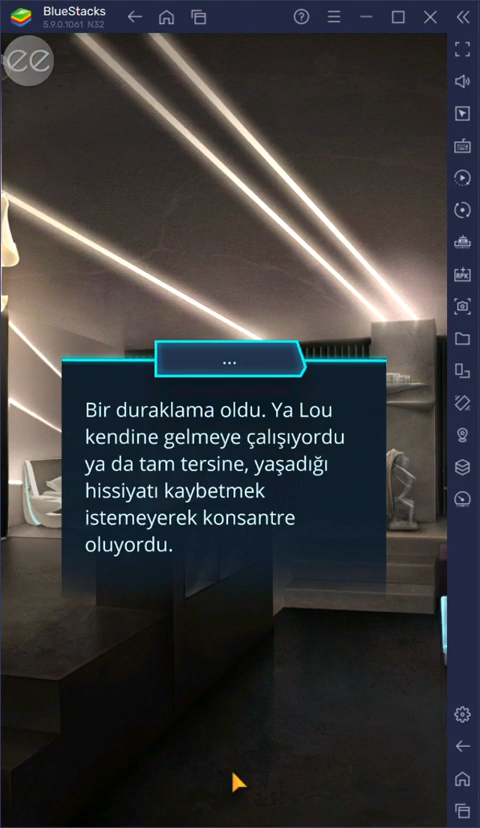 BlueStacks
5.9.0.1061 N32
ee
...
Bir duraklama oldu. Ya Lou
kendine gelmeye çalışıyordu
ya da tam tersine, yaşadığı
hissiyatı kaybetmek
istemeyerek konsantre
oluyordu.